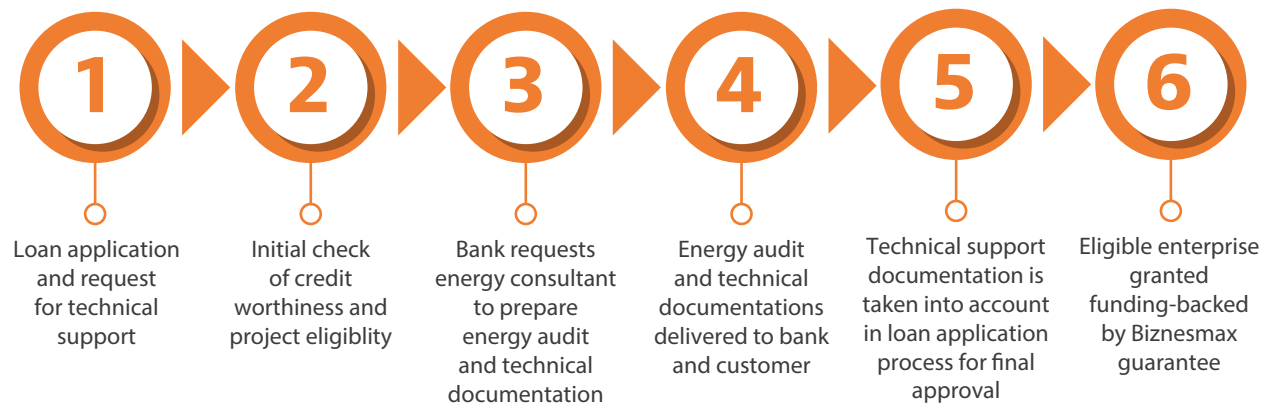 1
Loan application
and request
for technical
support
2
Initial check
of credit
worthiness and
project eligiblity
3
Bank requests
energy consultant
to prepare
energy audit
and technical
documentation
4
Energy audit
and technical
documentations
delivered to bank
and customer
5
Technical support
documentation is
taken into account
in loan application
process for final
approval
6
Eligible enterprise
granted
funding-backed
by Biznesmax
guarantee